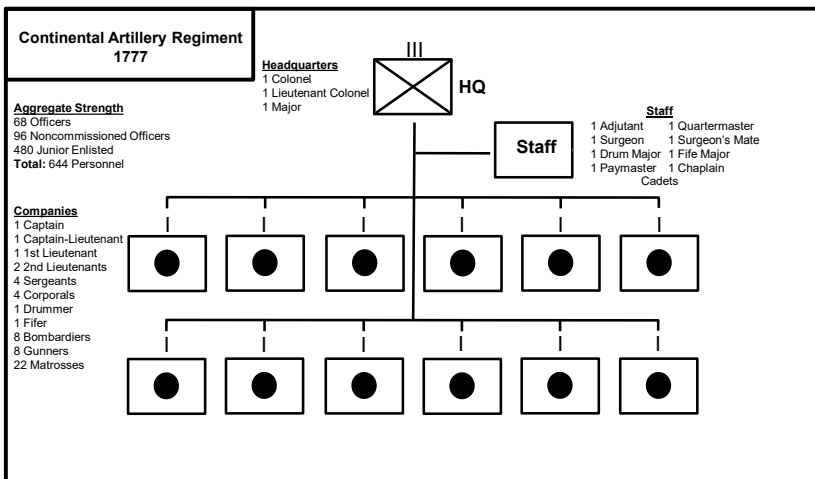 Continental Artillery Regiment
1777
Headquarters
1 Colonel
1 Lieutenant Colonel
1 Major
HQ
Aggregate Strength
68 Officers
96 Noncommissioned Officers
480 Junior Enlisted
Total: 644 Personnel
Staff
Staff
1 Adjutant 1 Quartermaster
1 Surgeon 1 Surgeon's Mate
1 Drum Major 1 Fife Major
1 Paymaster 1 Chaplain
Cadets
Companies
1 Captain
1 Captain-Lieutenant
1 1st Lieutenant
2 2nd Lieutenants
4 Sergeants
4 Corporals
1 Drummer
1 Fifer
8 Bombardiers
8 Gunners
22 Matrosses